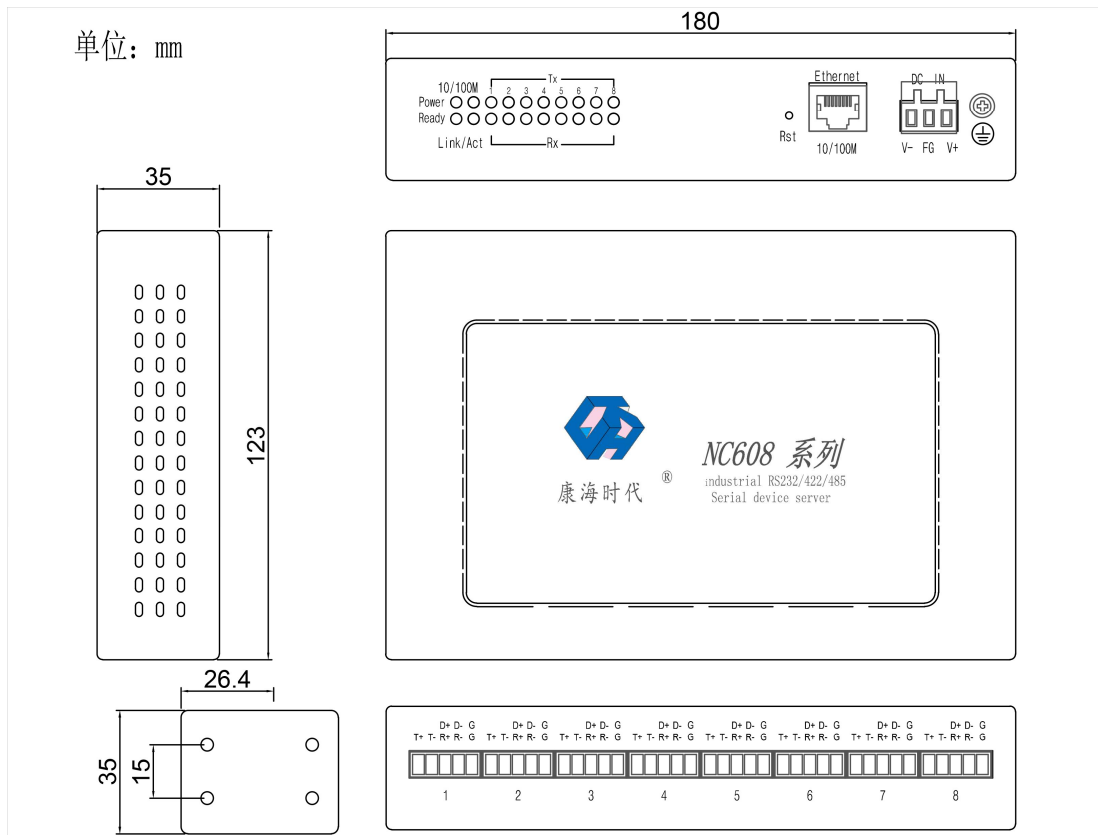 单位：mm
180
10/100M
Tx
1 2 3 4 5 6 7 8
Power
Ready
Link/Act
Rx
Rst
Ethernet
10/100M
DC IN
V- FG V+
35
123
康海时代
®
NC608 系列
industrial RS232/422/485
Serial device server
26.4
35
15
D+ D- G D+ D- G D+ D- G D+ D- G D+ D- G D+ D- G D+ D- G D+ D- G
T+ T- R+ R- G T+ T- R+ R- G T+ T- R+ R- G T+ T- R+ R- G T+ T- R+ R- G T+ T- R+ R- G T+ T- R+ R- G T+ T- R+ R- G
1 2 3 4 5 6 7 8